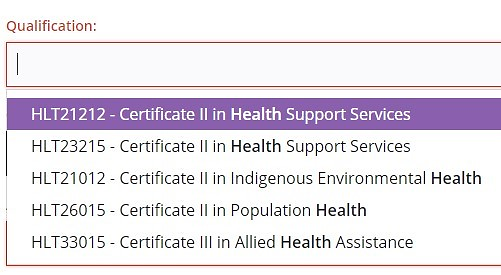 Qualification:
HLT21212 - Certificate II in Health Support Services
HLT23215 - Certificate II in Health Support Services
HLT21012 - Certificate II in Indigenous Environmental Health
HLT26015 - Certificate II in Population Health
HLT33015 - Certificate III in Allied Health Assistance